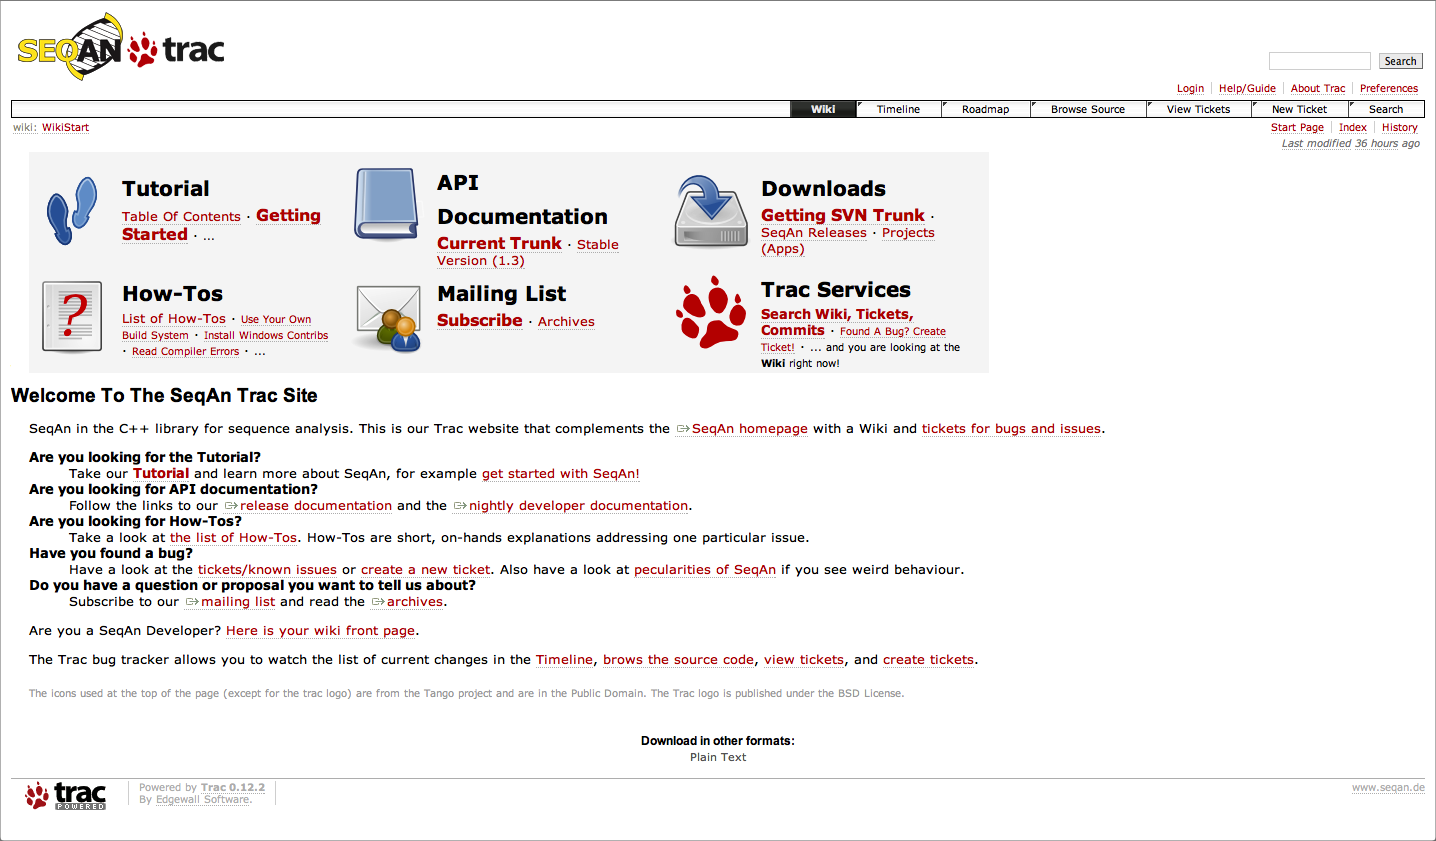 SEQAN trac
Search
Login Help/Guide About Trac Preferences
Wiki Timeline Roadmap Browse Source View Tickets New Ticket Search
wiki: WikiStart
Start Page Index History
Last modified 36 hours ago
Tutorial
Table Of Contents · Getting
Started · ...
API
Documentation
Current Trunk · Stable
Version (1.3)
Downloads
Getting SVN Trunk ·
SeqAn Releases · Projects
(Apps)
?
How-Tos
List of How-Tos · Use Your Own
Build System · Install Windows Contribs
· Read Compiler Errors · ...
Mailing List
Subscribe · Archives
Trac Services
Search Wiki, Tickets,
Commits · Found A Bug? Create
Ticket! · ... and you are looking at the
Wiki right now!
Welcome To The SeqAn Trac Site
SeqAn in the C++ library for sequence analysis. This is our Trac website that complements the SeqAn homepage with a Wiki and tickets for bugs and issues.
Are you looking for the Tutorial?
Take our Tutorial and learn more about SeqAn, for example get started with SeqAn!
Are you looking for API documentation?
Follow the links to our release documentation and the nightly developer documentation.
Are you looking for How-Tos?
Take a look at the list of How-Tos. How-Tos are short, on-hands explanations addressing one particular issue.
Have you found a bug?
Have a look at the tickets/known issues or create a new ticket. Also have a look at pecularities of SeqAn if you see weird behaviour.
Do you have a question or proposal you want to tell us about?
Subscribe to our mailing list and read the archives.
Are you a SeqAn Developer? Here is your wiki front page.
The Trac bug tracker allows you to watch the list of current changes in the Timeline, brows the source code, view tickets, and create tickets.
The icons used at the top of the page (except for the trac logo) are from the Tango project and are in the Public Domain. The Trac logo is published under the BSD License.
Download in other formats:
Plain Text
trac
POWERED
Powered by Trac 0.12.2
By Edgewall Software.
www.seqan.de